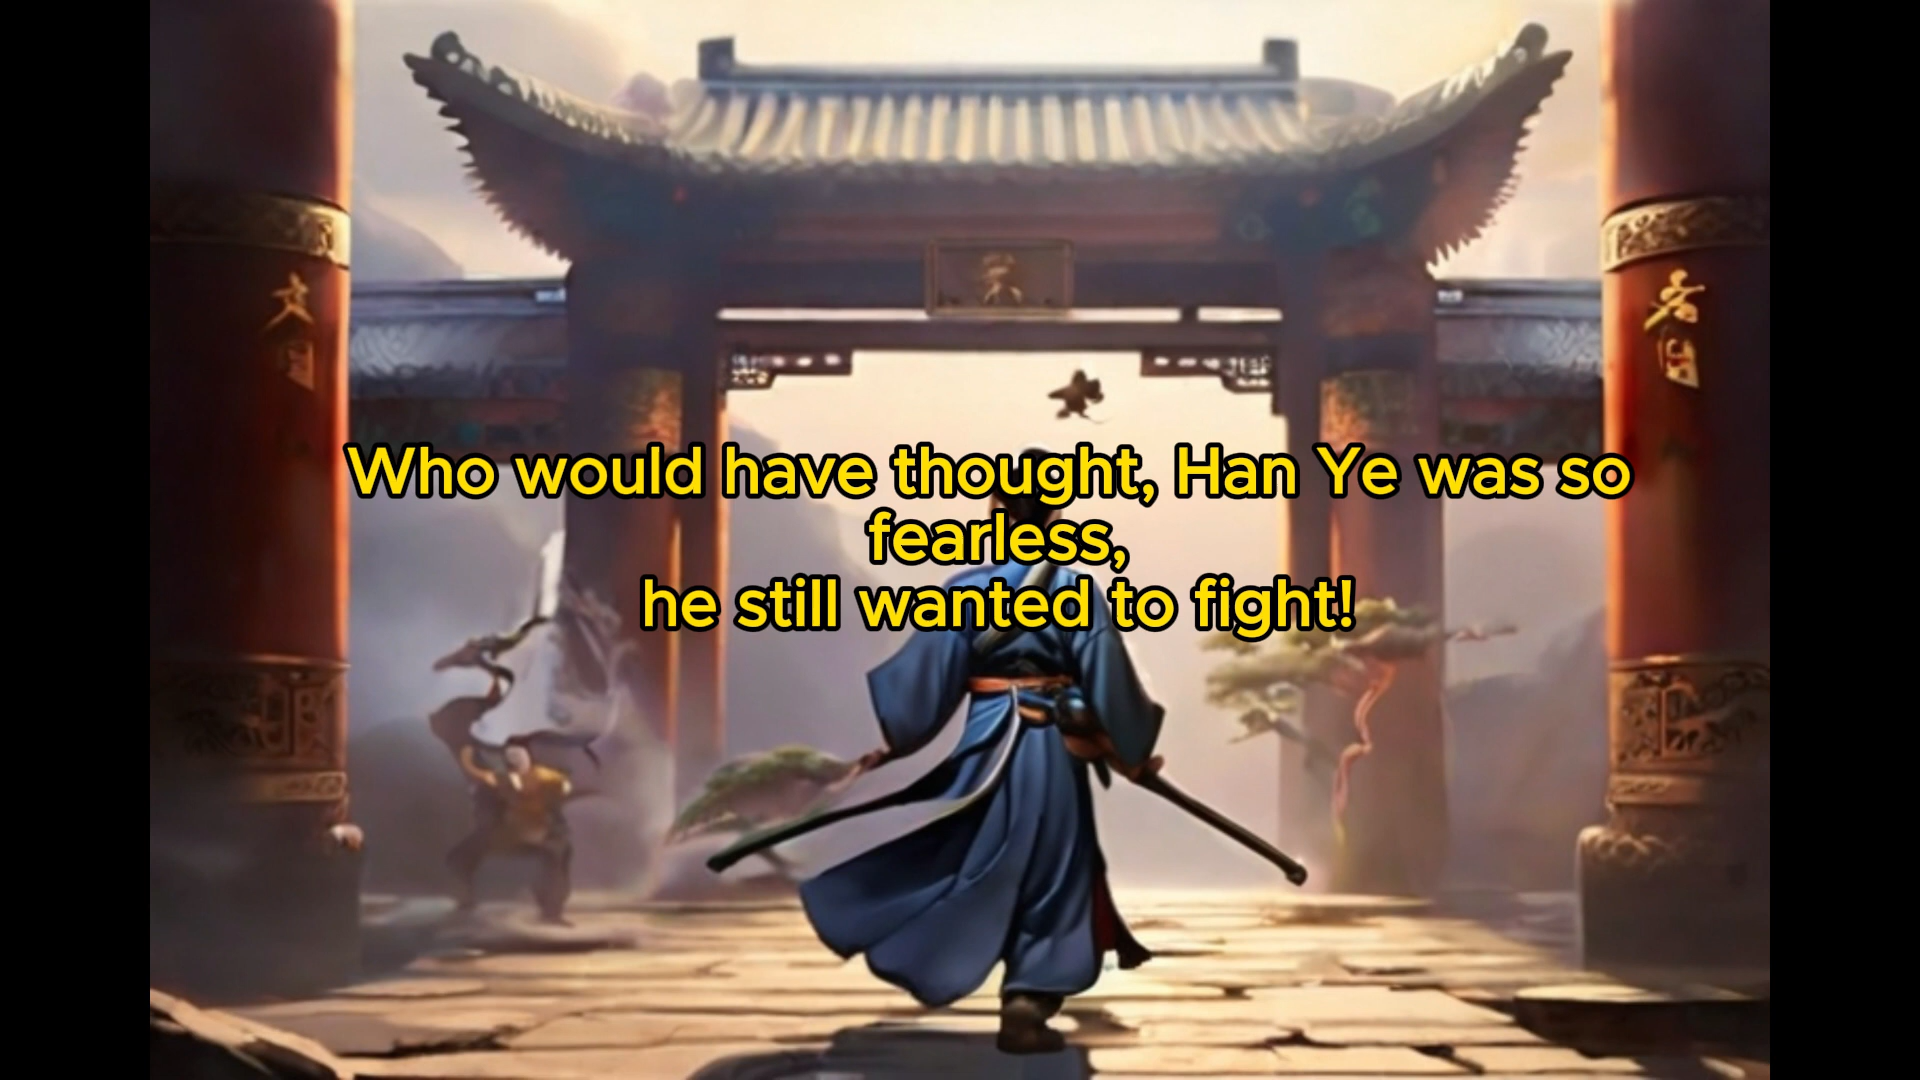 Who would have thought, Han Ye was so
fearless,
he still wanted to fight!